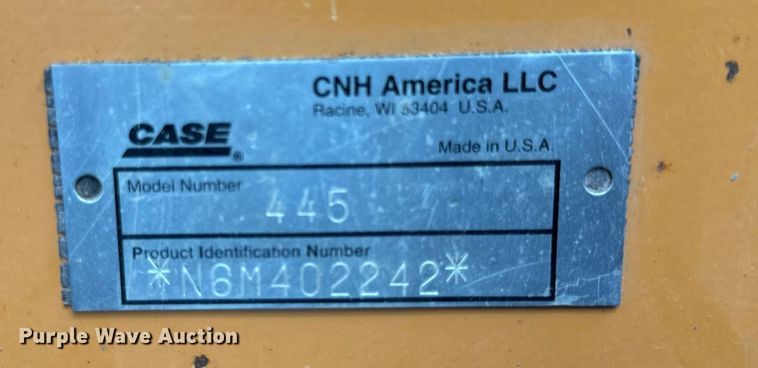 CNH America LLC
Racine, WI 53404 U.S.A.
CASE®
Made in U.S.A.
Model Number
445
Product Identification Number
*N6M402242*
Purple Wave Auction